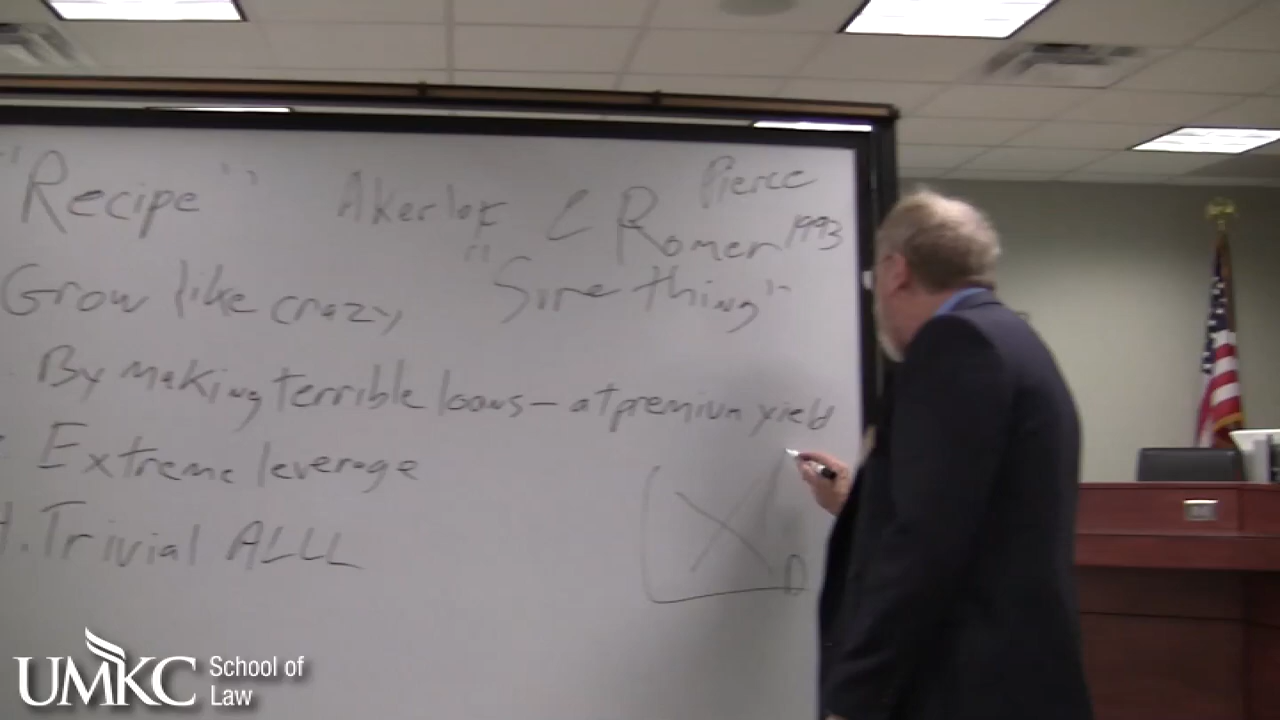 "Recipe" Akerlof & Romer 1993
Pierce
Grow like crazy, "Sure thing"
By making terrible loans - at premium yield
Extreme leverage
4. Trivial ALLL
D
UMKC School of Law